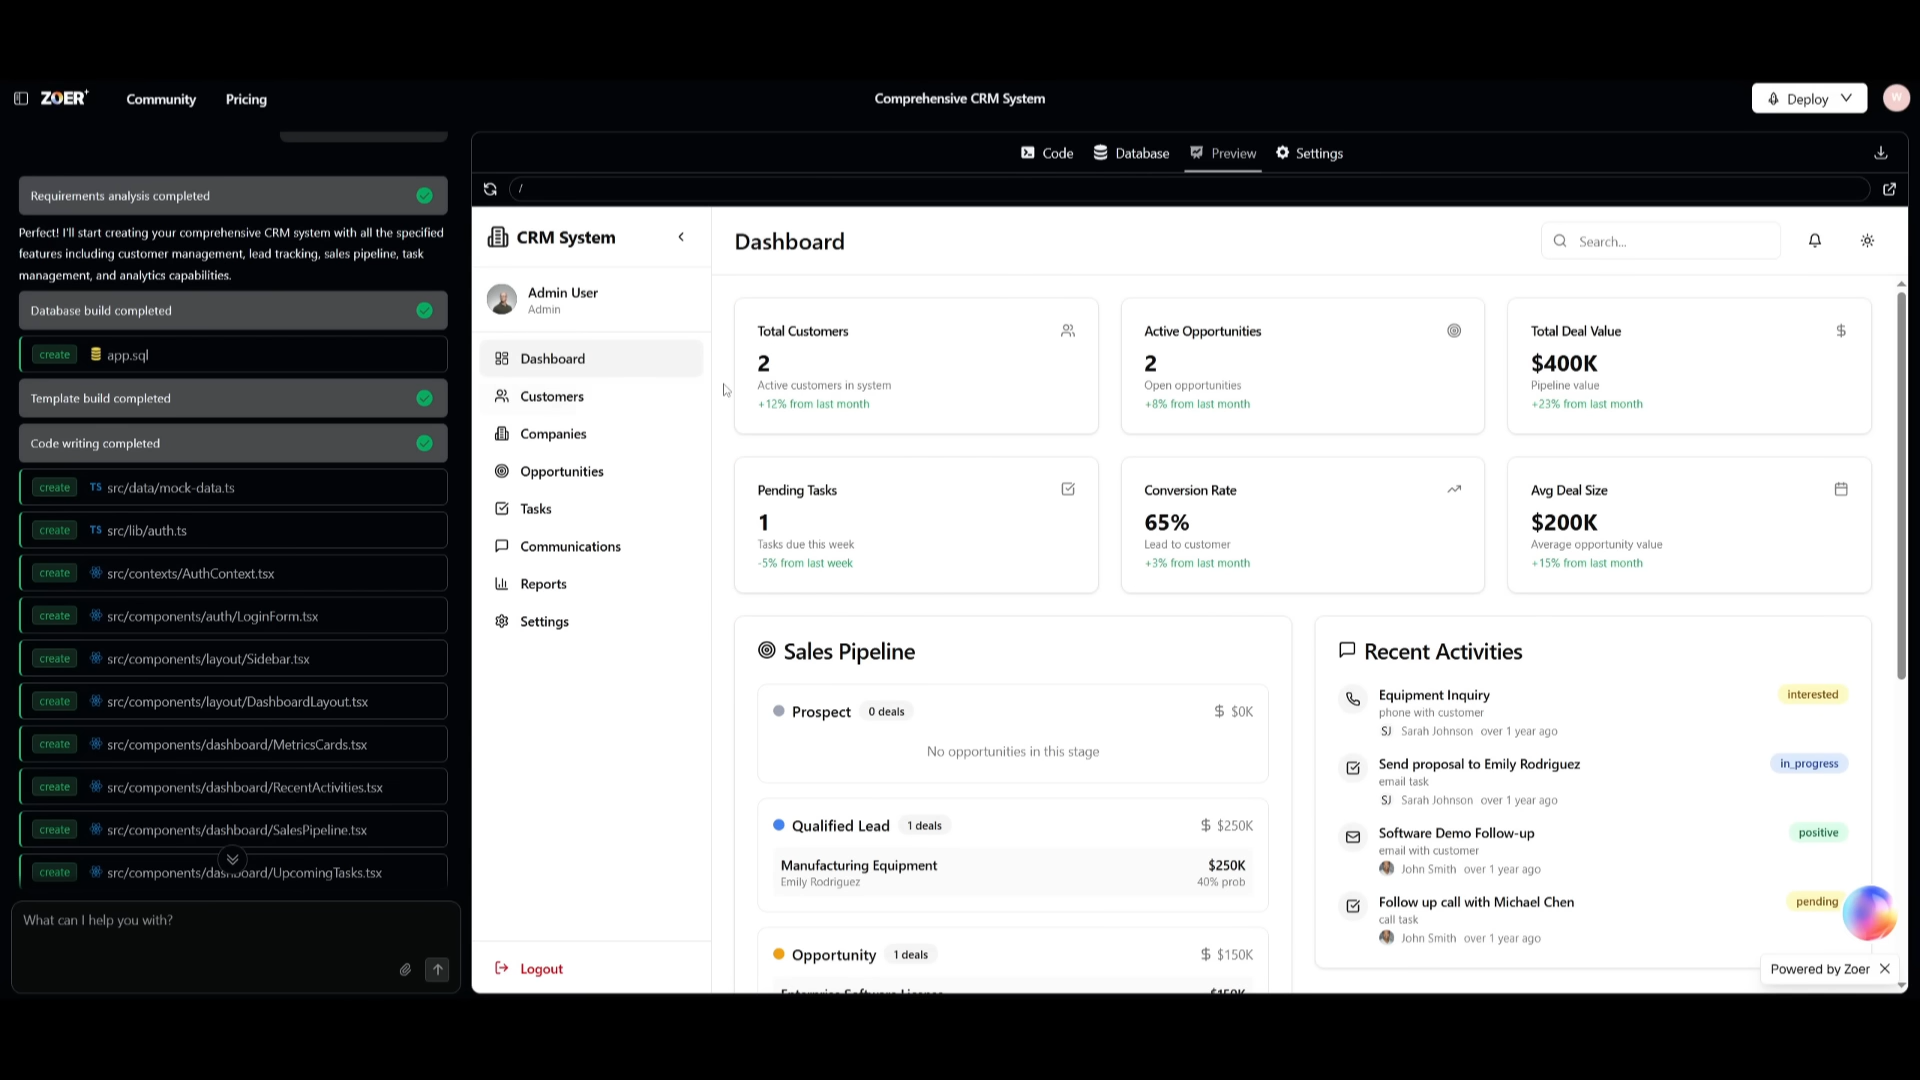 ZOER+
Community
Pricing
Comprehensive CRM System
Deploy
W
Requirements analysis completed
Perfect! I'll start creating your comprehensive CRM system with all the specified
features including customer management, lead tracking, sales pipeline, task
management, and analytics capabilities.
Database build completed
create app.sql
Template build completed
Code writing completed
create TS src/data/mock-data.ts
create TS src/lib/auth.ts
create src/contexts/AuthContext.tsx
create src/components/auth/LoginForm.tsx
create src/components/layout/Sidebar.tsx
create src/components/layout/DashboardLayout.tsx
create src/components/dashboard/MetricsCards.tsx
create src/components/dashboard/RecentActivities.tsx
create src/components/dashboard/SalesPipeline.tsx
create src/components/dashboard/UpcomingTasks.tsx
What can I help you with?
Code
Database
Preview
Settings
/
CRM System
Admin User
Admin
Dashboard
Customers
Companies
Opportunities
Tasks
Communications
Reports
Settings
Logout
Dashboard
Search...
Total Customers
2
Active customers in system
+12% from last month
Active Opportunities
2
Open opportunities
+8% from last month
Total Deal Value
$400K
Pipeline value
+23% from last month
Pending Tasks
1
Tasks due this week
-5% from last week
Conversion Rate
65%
Lead to customer
+3% from last month
Avg Deal Size
$200K
Average opportunity value
+15% from last month
Sales Pipeline
Prospect 0 deals $ $0K
No opportunities in this stage
Qualified Lead 1 deals $ $250K
Manufacturing Equipment $250K
Emily Rodriguez 40% prob
Opportunity 1 deals $ $150K
Enterprise Software License $150K
Recent Activities
Equipment Inquiry interested
phone with customer
SJ Sarah Johnson over 1 year ago
Send proposal to Emily Rodriguez in_progress
email task
SJ Sarah Johnson over 1 year ago
Software Demo Follow-up positive
email with customer
John Smith over 1 year ago
Follow up call with Michael Chen pending
call task
John Smith over 1 year ago
Powered by Zoer